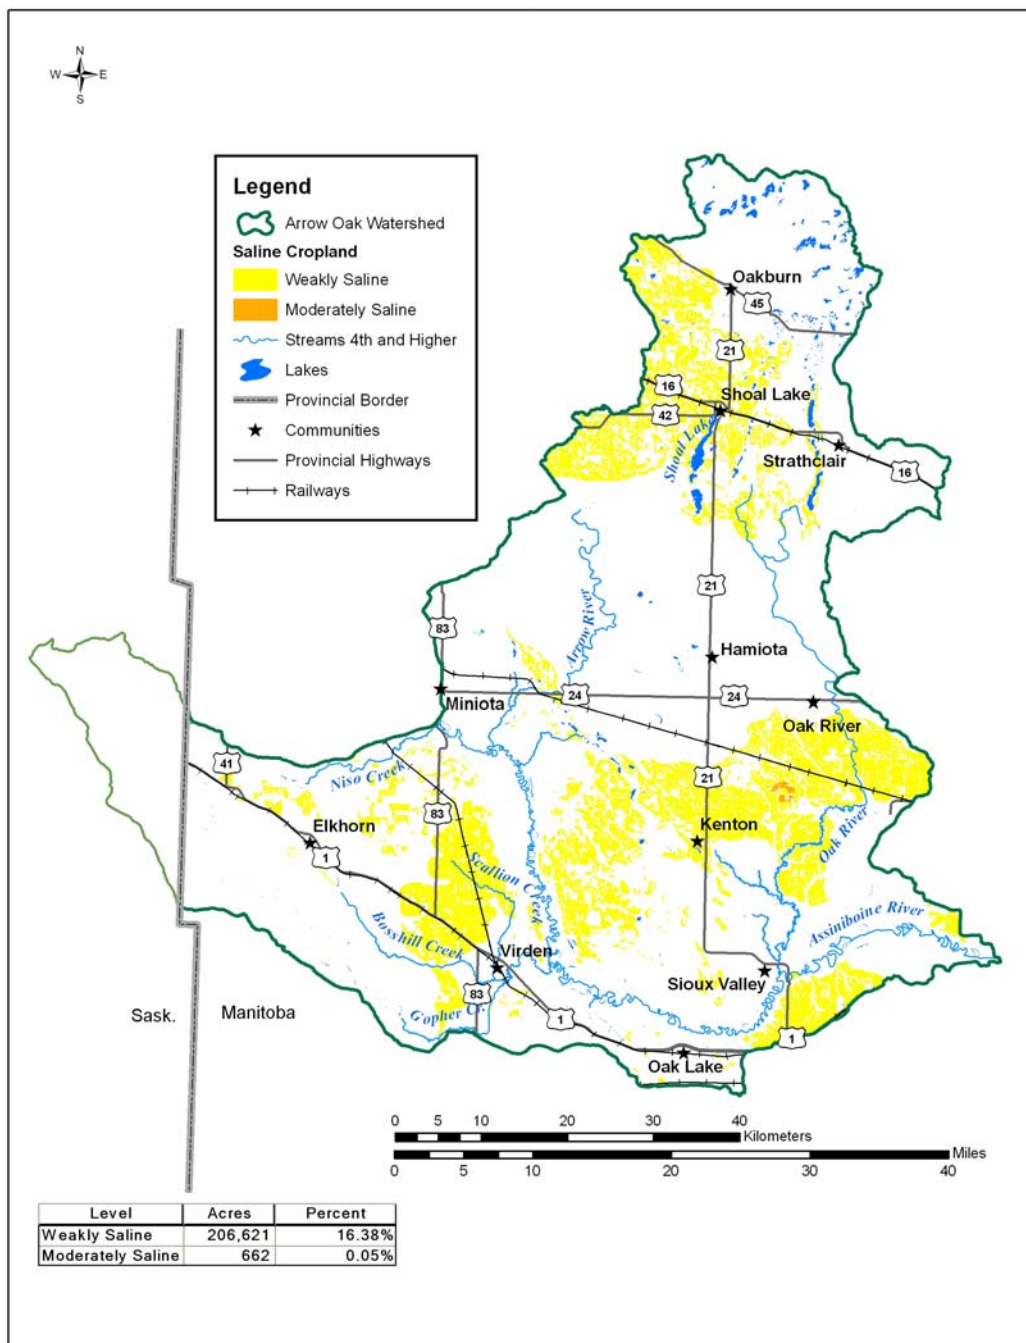 N
W E
S
Legend
Arrow Oak Watershed
Saline Cropland
Weakly Saline
Moderately Saline
Streams 4th and Higher
Lakes
Provincial Border
Communities
Provincial Highways
Railways
Oakburn
45
21
16
Shoal Lake
42
Shoal Lake
Strathclair
16
21
Arrow River
83
Hamiota
24
24
Miniota
Oak River
41
Niso Creek
21
83
Elkhorn
Kenton
1
Oak River
Scallion Creek
Bosshill Creek
Assiniboine River
Virden
Sioux Valley
83
Sask.
Manitoba
Gopher Cr.
1
1
Oak Lake
0 5 10 20 30 40
Kilometers
Miles
0 5 10 20 30 40
Level Acres Percent
Weakly Saline 206,621 16.38%
Moderately Saline 662 0.05%